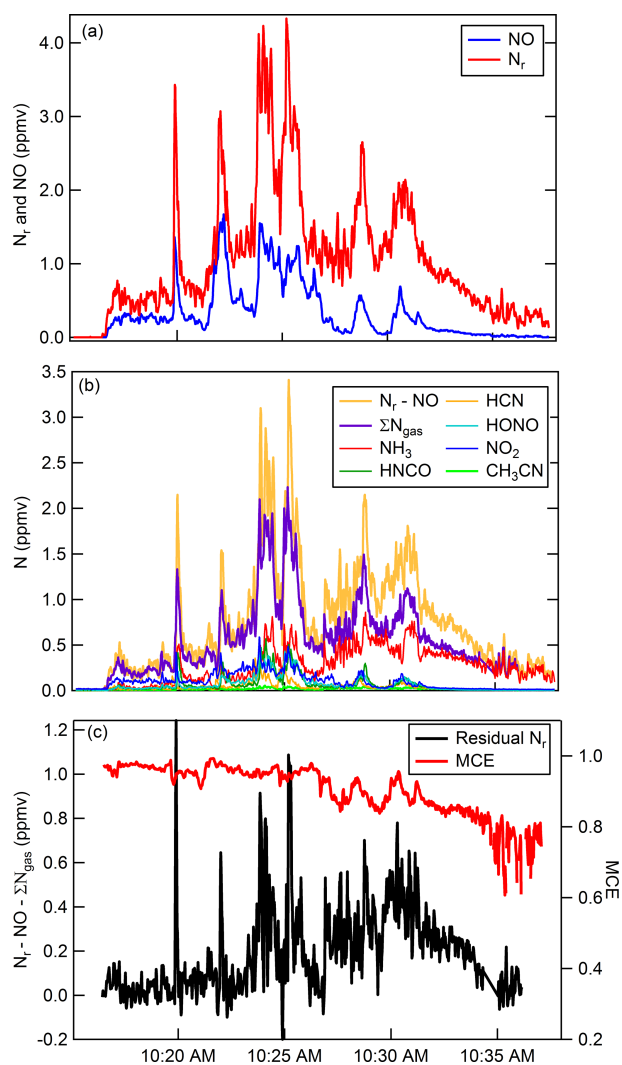 (a)
NO
Nr
4.0
3.0
2.0
1.0
0.0
Nr and NO (ppmv)
(b)
Nr - NO
HCN
ΣNgas
HONO
NH3
NO2
HNCO
CH3CN
3.5
3.0
2.5
2.0
1.5
1.0
0.5
0.0
N (ppmv)
(c)
Residual Nr
MCE
1.2
1.0
0.8
0.6
0.4
0.2
0.0
-0.2
Nr - NO - ΣNgas (ppmv)
1.0
0.8
0.6
0.4
0.2
MCE
10:20 AM 10:25 AM 10:30 AM 10:35 AM